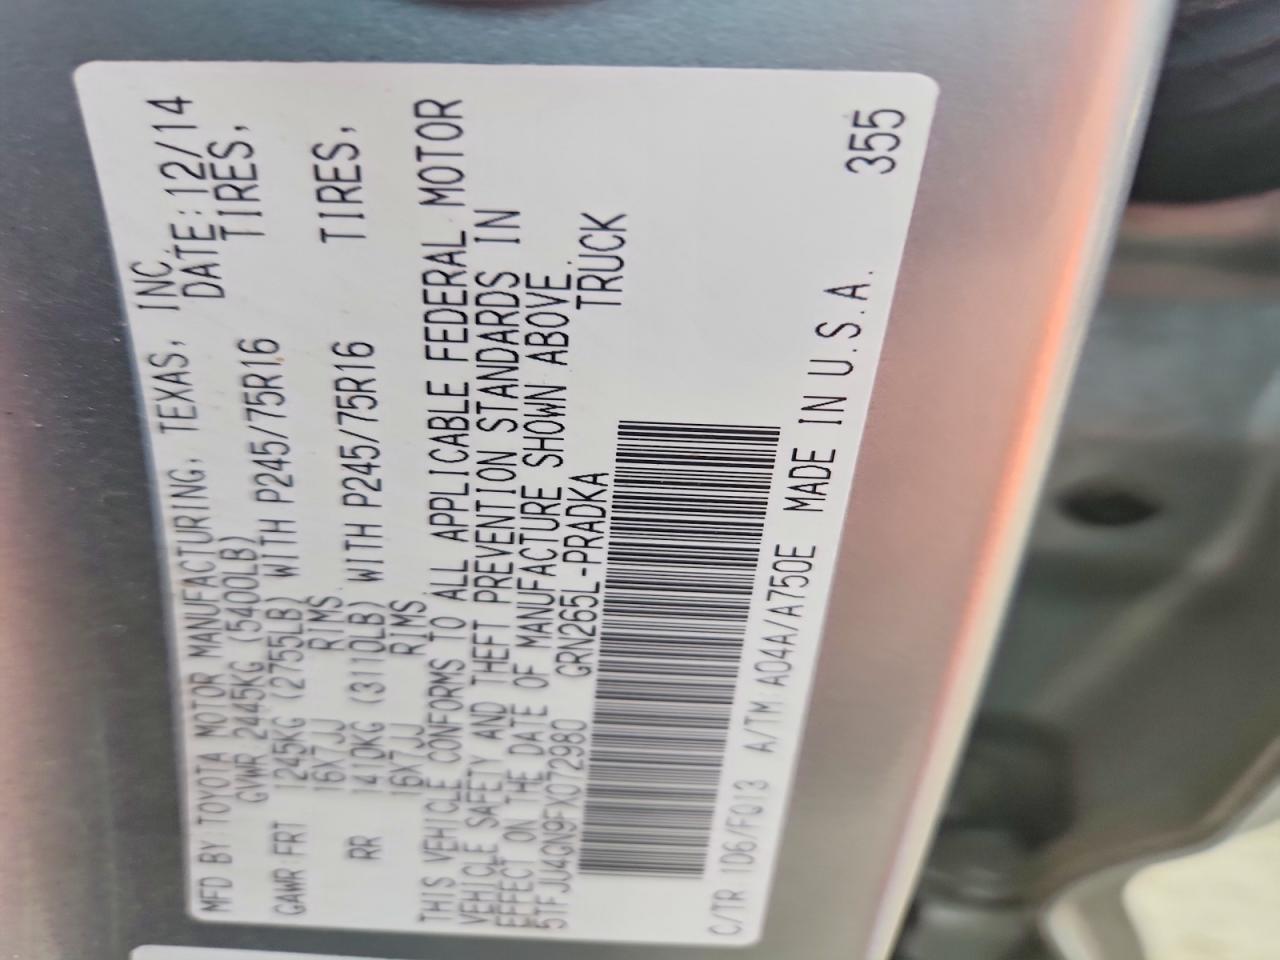 MFD BY: TOYOTA MOTOR MANUFACTURING, TEXAS, INC.
GVWR 2445KG (5400LB) DATE: 12/14
GAWR FRT 1245KG (2755LB) WITH P245/75R16 TIRES,
16X7JJ RIMS.
RR 1410KG (3110LB) WITH P245/75R16 TIRES,
16X7JJ RIMS
THIS VEHICLE CONFORMS TO ALL APPLICABLE FEDERAL MOTOR
VEHICLE SAFETY AND THEFT PREVENTION STANDARDS IN
EFFECT ON THE DATE OF MANUFACTURE SHOWN ABOVE.
5TFJU4GN9FX072980 GRN265L-PRADKA TRUCK
C/TR 1D6/FQ13 A/TM A04A/A750E MADE IN U.S.A. 355